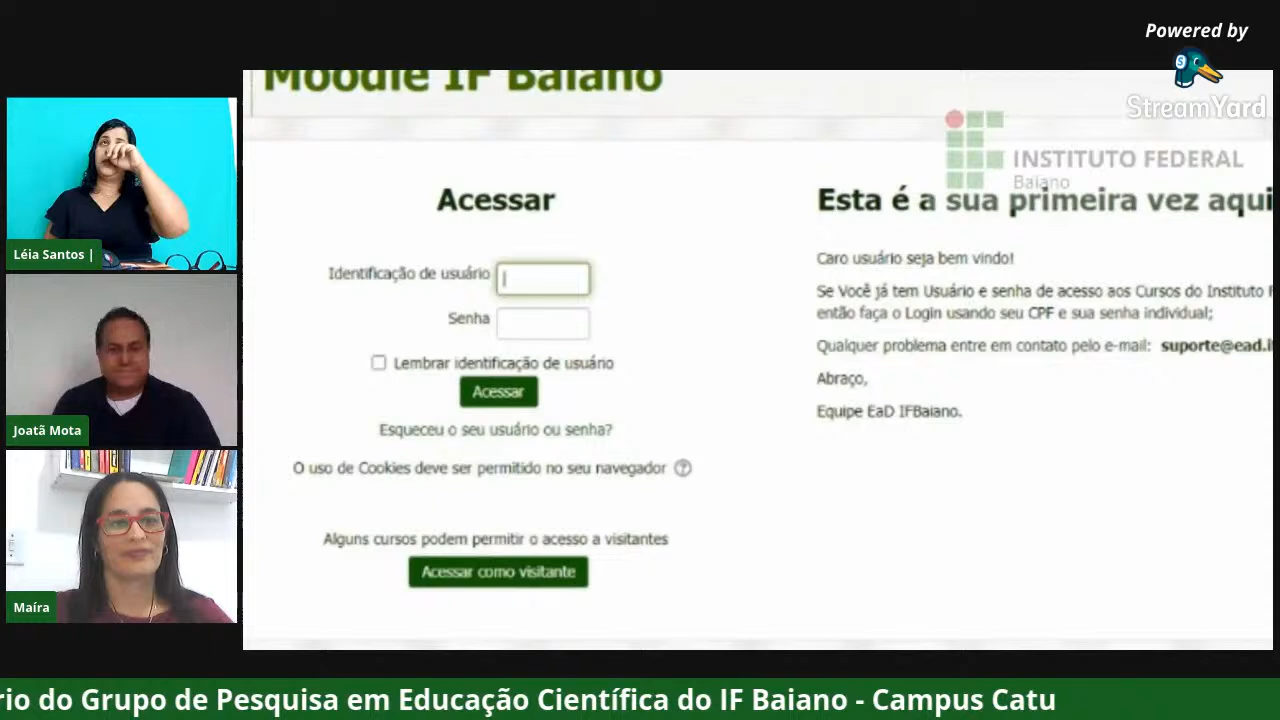 Powered by
StreamYard
Moodle IF Baiano
INSTITUTO FEDERAL
Baiano
Acessar
Identificação de usuário
Senha
Lembrar identificação de usuário
Acessar
Esqueceu o seu usuário ou senha?
O uso de Cookies deve ser permitido no seu navegador
Alguns cursos podem permitir o acesso a visitantes
Acessar como visitante
Esta é a sua primeira vez aqui
Caro usuário seja bem vindo!
Se Você já tem Usuário e senha de acesso aos Cursos do Instituto
então faça o Login usando seu CPF e sua senha individual;
Qualquer problema entre em contato pelo e-mail: suporte@ead.i
Abraço,
Equipe EaD IFBaiano.
Léia Santos |
Joatã Mota
Maíra
rio do Grupo de Pesquisa em Educação Científica do IF Baiano - Campus Catu